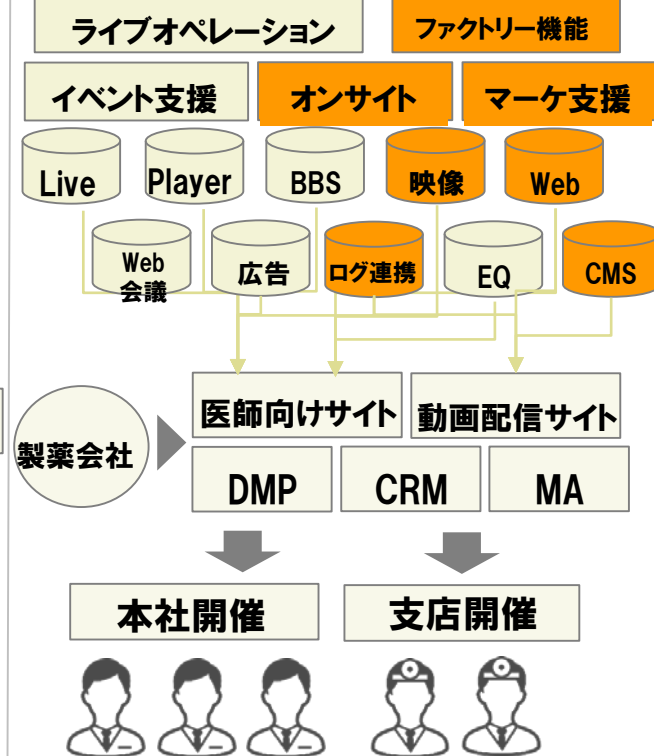 ライブオペレーション
ファクトリー機能
イベント支援
オンサイト
マーケ支援
Live
Player
BBS
映像
Web
Web
会議
広告
ログ連携
EQ
CMS
医師向けサイト
動画配信サイト
製薬会社
DMP
CRM
MA
本社開催
支店開催